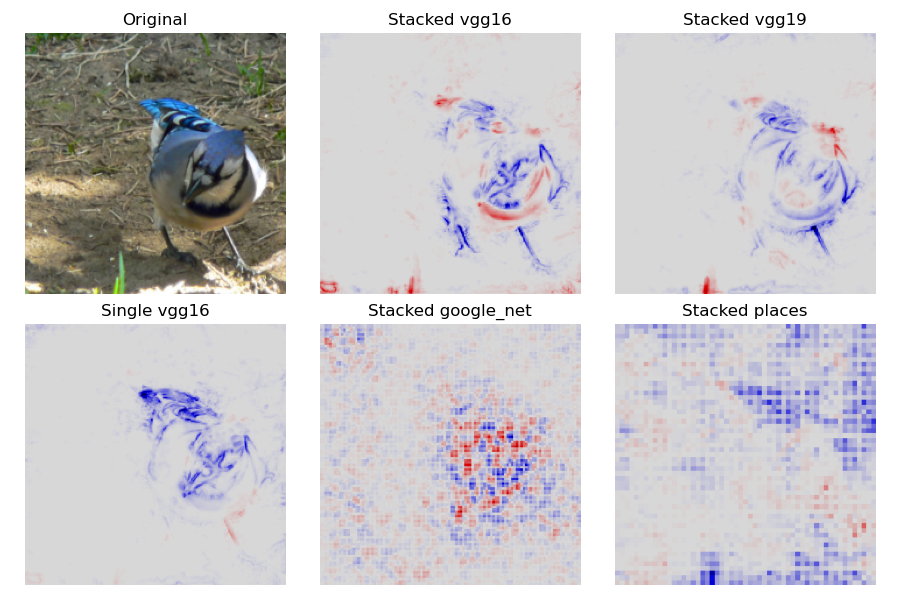 Original
Stacked vgg16
Stacked vgg19
Single vgg16
Stacked google_net
Stacked places